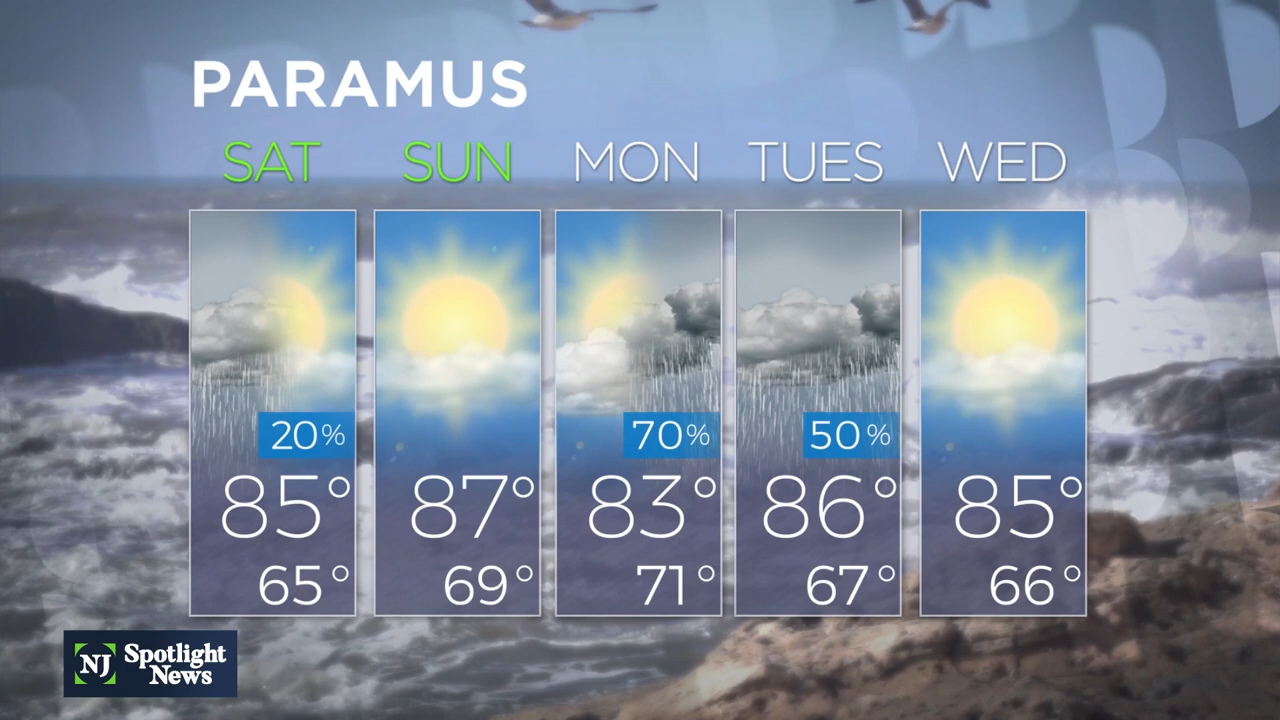 PARAMUS
SAT SUN MON TUES WED
20% 70% 50%
85° 87° 83° 86° 85°
65° 69° 71° 67° 66°
NJ Spotlight
News